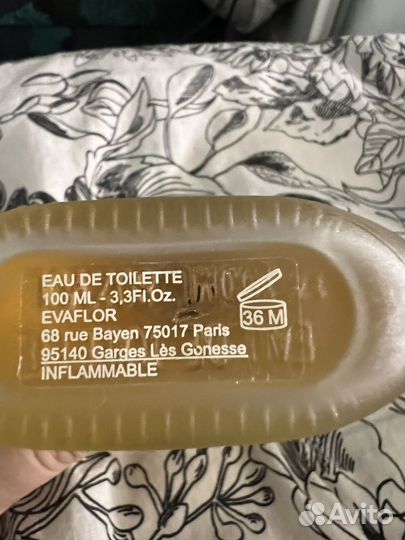 EAU DE TOILETTE
100 ML - 3,3Fl.Oz.
EVAFLOR
36 M
68 rue Bayen 75017 Paris
95140 Garges Lès Gonesse
INFLAMMABLE
Avito